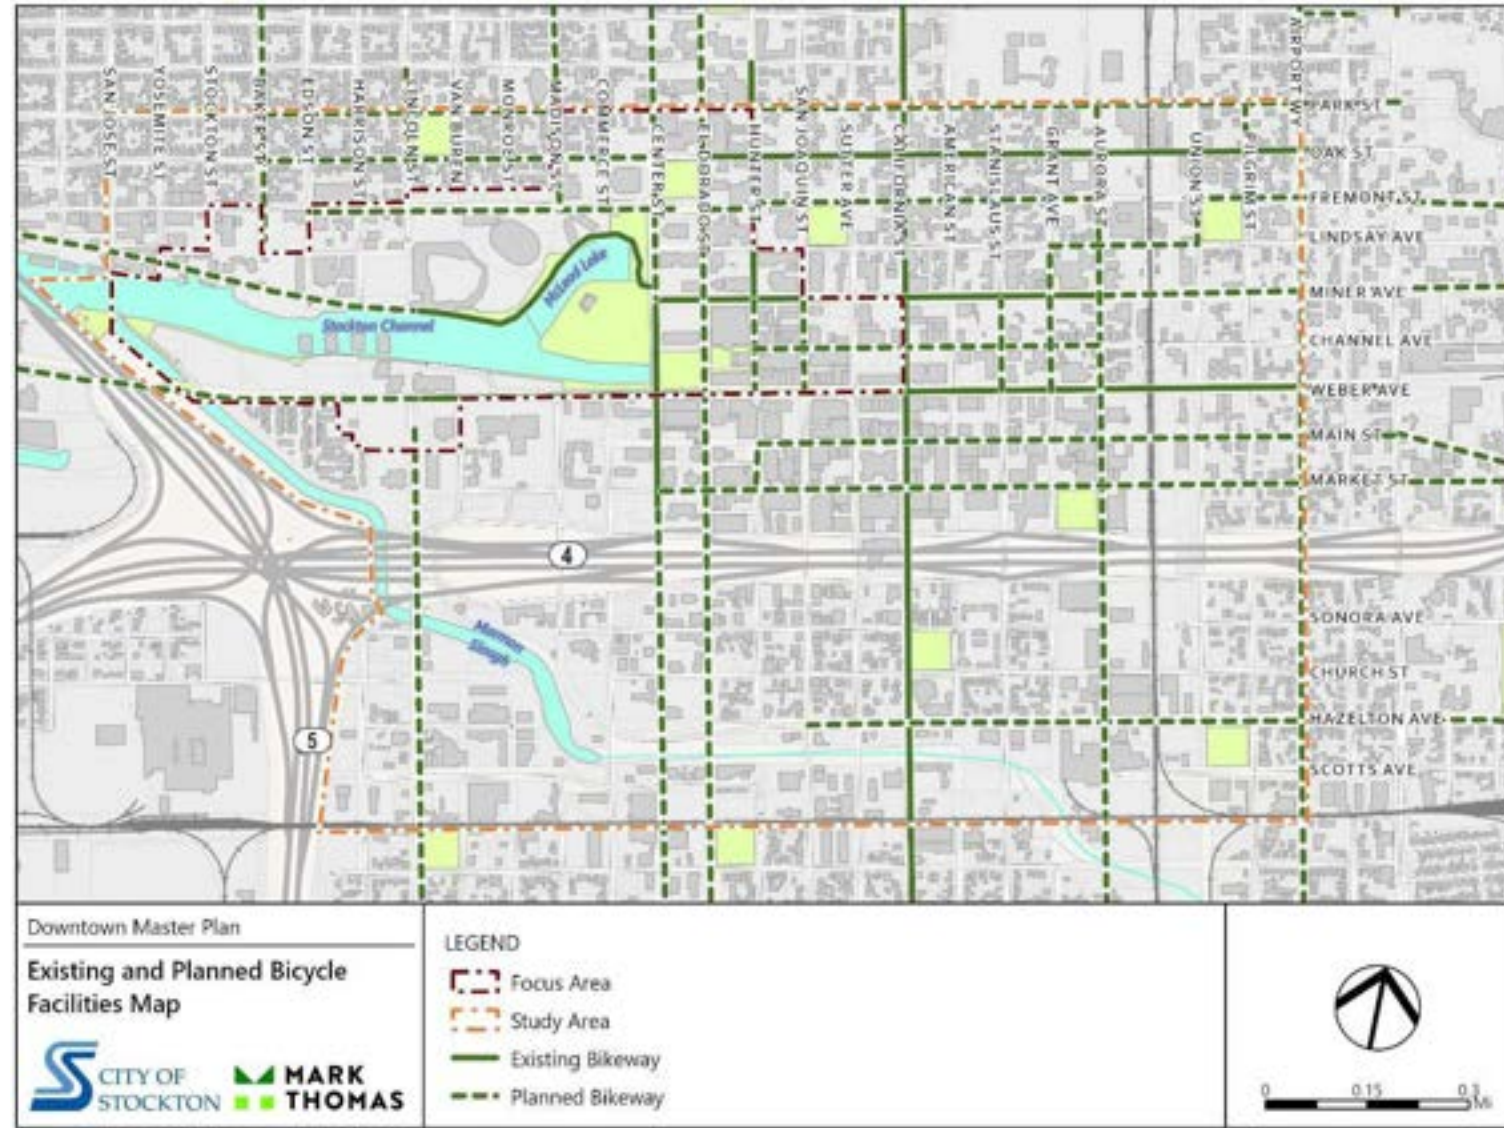 SAN JOSE ST
YOSEMITE ST
STOCKTON ST
BAKER ST
EDSON ST
HARRISON ST
LINCOLN ST
VAN BUREN
MONROE ST
MADISON ST
COMMERCE ST
CENTER ST
EL DORADO ST
HUNTER ST
SAN JOAQUIN ST
SUTTER AVE
CALIFORNIA ST
AMERICAN ST
STANISLAUS ST
GRANT AVE
AURORA ST
UNION ST
PILGRIM ST
AIRPORT WY
PARK ST
OAK ST
FREMONT ST
LINDSAY AVE
MINER AVE
CHANNEL AVE
WEBER AVE
MAIN ST
MARKET ST
SONORA AVE
CHURCH ST
HAZELTON AVE
SCOTTS AVE
McLeod Lake
Stockton Channel
4
Mormon
Slough
5
Downtown Master Plan
Existing and Planned Bicycle
Facilities Map
CITY OF
STOCKTON
MARK
THOMAS
LEGEND
Focus Area
Study Area
Existing Bikeway
Planned Bikeway
0 0.15 0.3
Mi